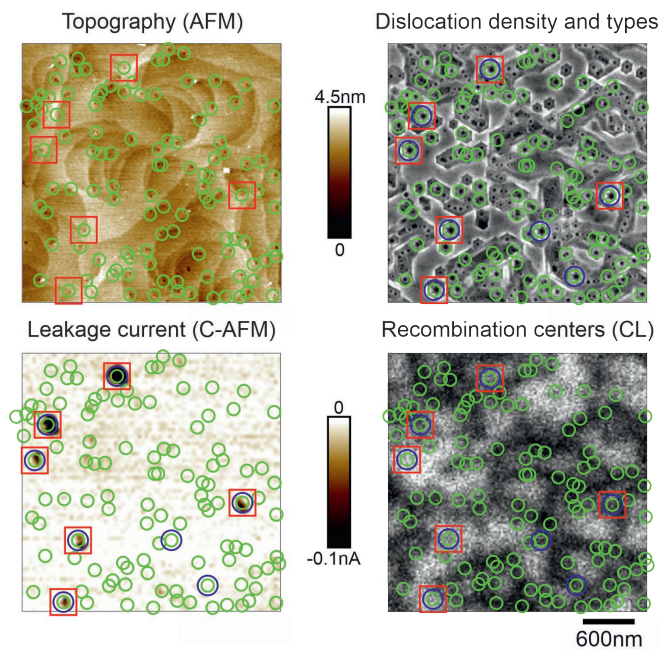 Topography (AFM)
Dislocation density and types
4.5nm
0
Leakage current (C-AFM)
Recombination centers (CL)
0
-0.1nA
600nm